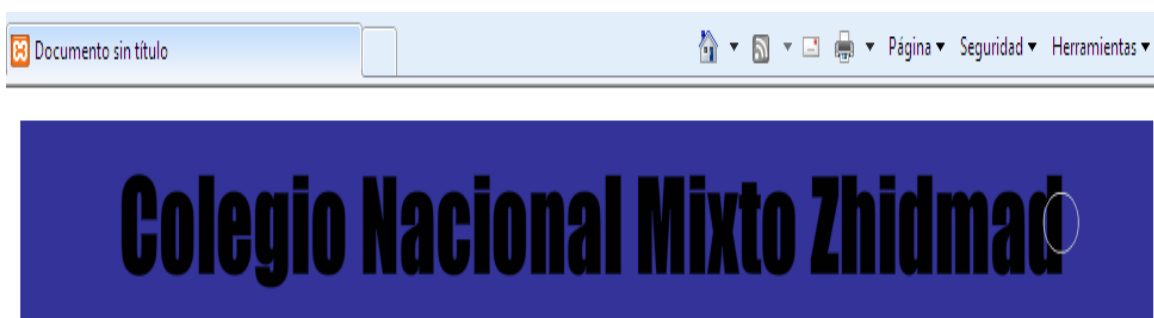 Documento sin título
Página Seguridad Herramientas
Colegio Nacional Mixto Zhidmad